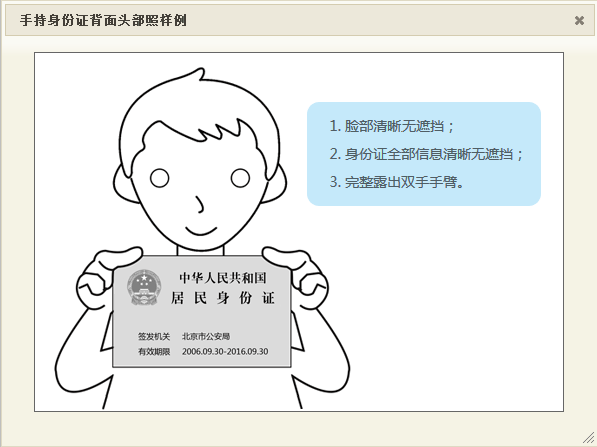 手持身份证背面头部照样例
1. 脸部清晰无遮挡；
2. 身份证全部信息清晰无遮挡；
3. 完整露出双手手臂。
中华人民共和国
居民身份证
签发机关 北京市公安局
有效期限 2006.09.30-2016.09.30